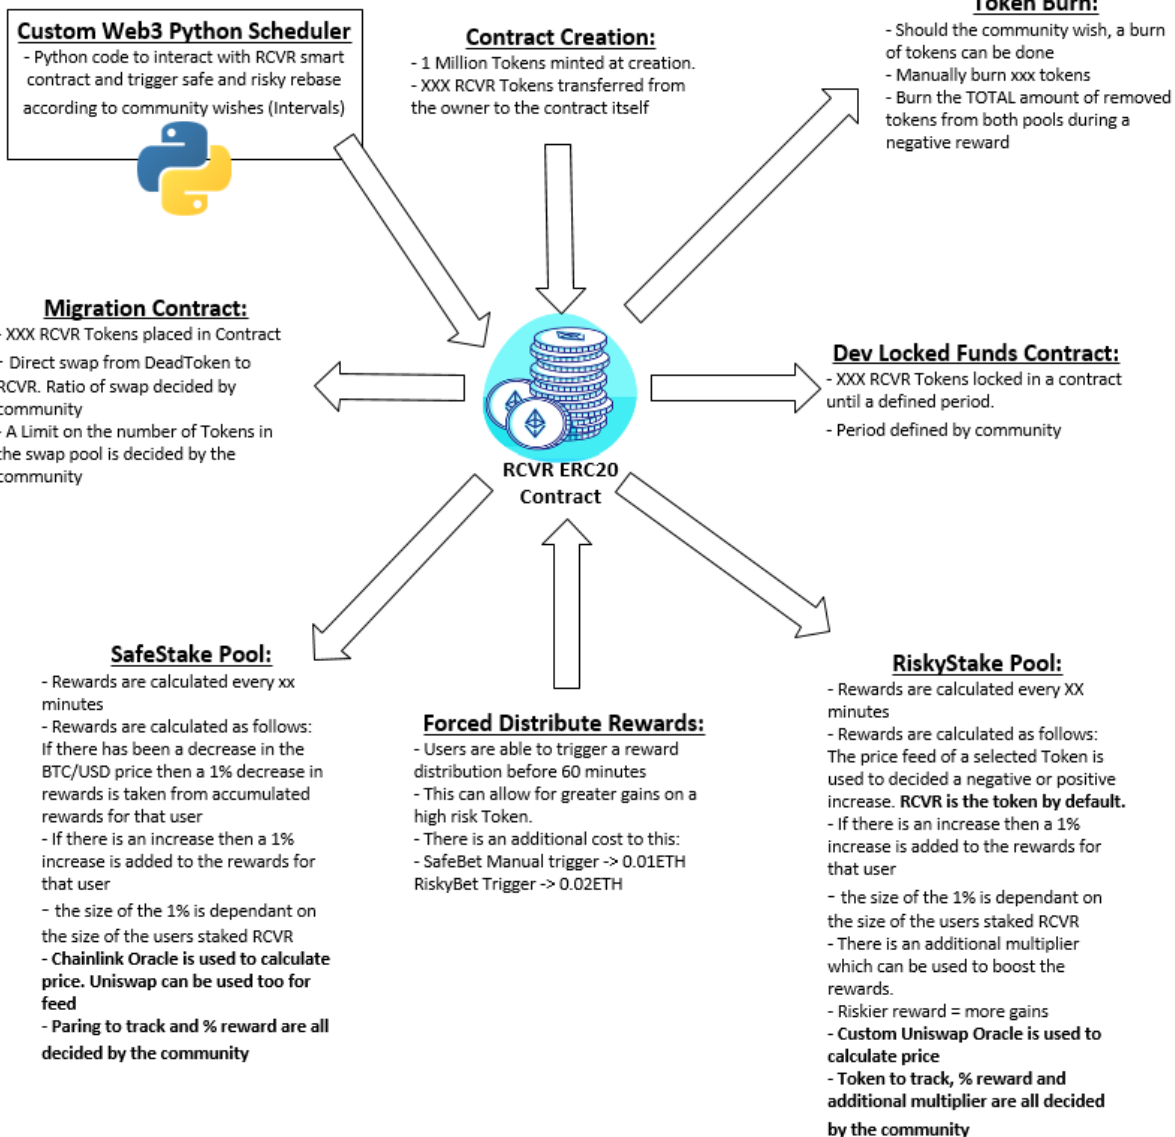 Custom Web3 Python Scheduler
- Python code to interact with RCVR smart
contract and trigger safe and risky rebase
according to community wishes (Intervals)
Contract Creation:
- 1 Million Tokens minted at creation.
- XXX RCVR Tokens transferred from
the owner to the contract itself
Token Burn:
- Should the community wish, a burn
of tokens can be done
- Manually burn xxx tokens
- Burn the TOTAL amount of removed
tokens from both pools during a
negative reward
Migration Contract:
- XXX RCVR Tokens placed in Contract
- Direct swap from DeadToken to
RCVR. Ratio of swap decided by
community
- A Limit on the number of Tokens in
the swap pool is decided by the
community
Dev Locked Funds Contract:
- XXX RCVR Tokens locked in a contract
until a defined period.
- Period defined by community
RCVR ERC20
Contract
SafeStake Pool:
- Rewards are calculated every xx
minutes
- Rewards are calculated as follows:
If there has been a decrease in the
BTC/USD price then a 1% decrease in
rewards is taken from accumulated
rewards for that user
- If there is an increase then a 1%
increase is added to the rewards for
that user
- the size of the 1% is dependant on
the size of the users staked RCVR
- Chainlink Oracle is used to calculate
price. Uniswap can be used too for
feed
- Paring to track and % reward are all
decided by the community
Forced Distribute Rewards:
- Users are able to trigger a reward
distribution before 60 minutes
- This can allow for greater gains on a
high risk Token.
- There is an additional cost to this:
- SafeBet Manual trigger -> 0.01ETH
RiskyBet Trigger -> 0.02ETH
RiskyStake Pool:
- Rewards are calculated every XX
minutes
- Rewards are calculated as follows:
The price feed of a selected Token is
used to decided a negative or positive
increase. RCVR is the token by default.
- If there is an increase then a 1%
increase is added to the rewards for
that user
- the size of the 1% is dependant on
the size of the users staked RCVR
- There is an additional multiplier
which can be used to boost the
rewards.
- Riskier reward = more gains
- Custom Uniswap Oracle is used to
calculate price
- Token to track, % reward and
additional multiplier are all decided
by the community